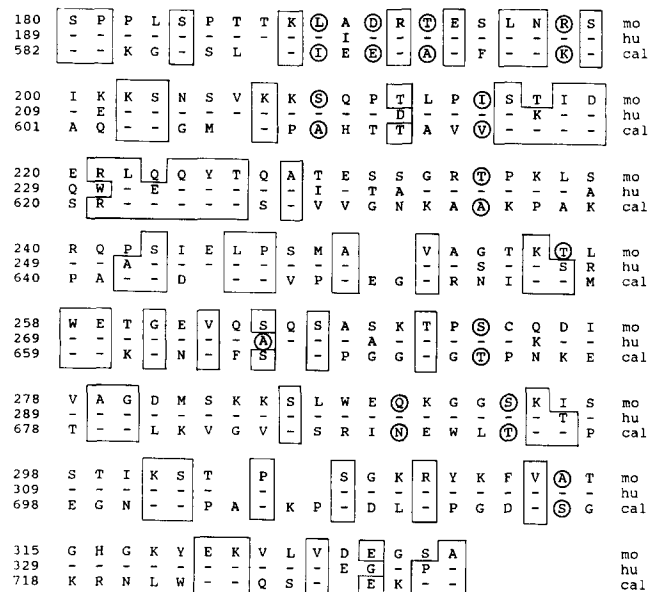 180 S P P L S P T T K L A D R T E S L N R S mo
189 - - - - - - - - - - I - - - - - - - - - hu
582 - - K G - S L - - I E E - A - F - - K - cal
200 I K K S N S V K K S Q P T L P I S T I D mo
209 - E - - - - - - - - - - D - - - - K - - hu
601 A Q - - G M - - P A H T T A V V - - - - cal
220 E R L Q Q Y T Q A T E S S G R T P K L S mo
229 Q W - E - - - - - I - T A - - - - - - A hu
620 S R - - - - - S - V V G N K A A K P A K cal
240 R Q P S I E L P S M A V A G T K T L mo
249 - - A - - - - - - - - - - S - - S R hu
640 P A - - D - - - V P - E G - R N I - - M cal
258 W E T G E V Q S Q S A S K T P S C Q D I mo
269 - - - - - - - A - - - A - - - - - K - - hu
659 - - K - N - F S - - P G G - G T P N K E cal
278 V A G D M S K K S L W E Q K G G S K I S mo
289 - - - - - - - - - - - - - - - - - - T - hu
678 T - - L K V G V - S R I N E W L T - - P cal
298 S T I K S T P S G K R Y K F V A T mo
309 - - - - - - - - - - - - - - - - - hu
698 E G N - - P A - K P - D L - P G D - S G cal
315 G H G K Y E K V L V D E G S A mo
329 - - - - - - - - - - E G - P - hu
718 K R N L W - - Q S - - E K - - cal